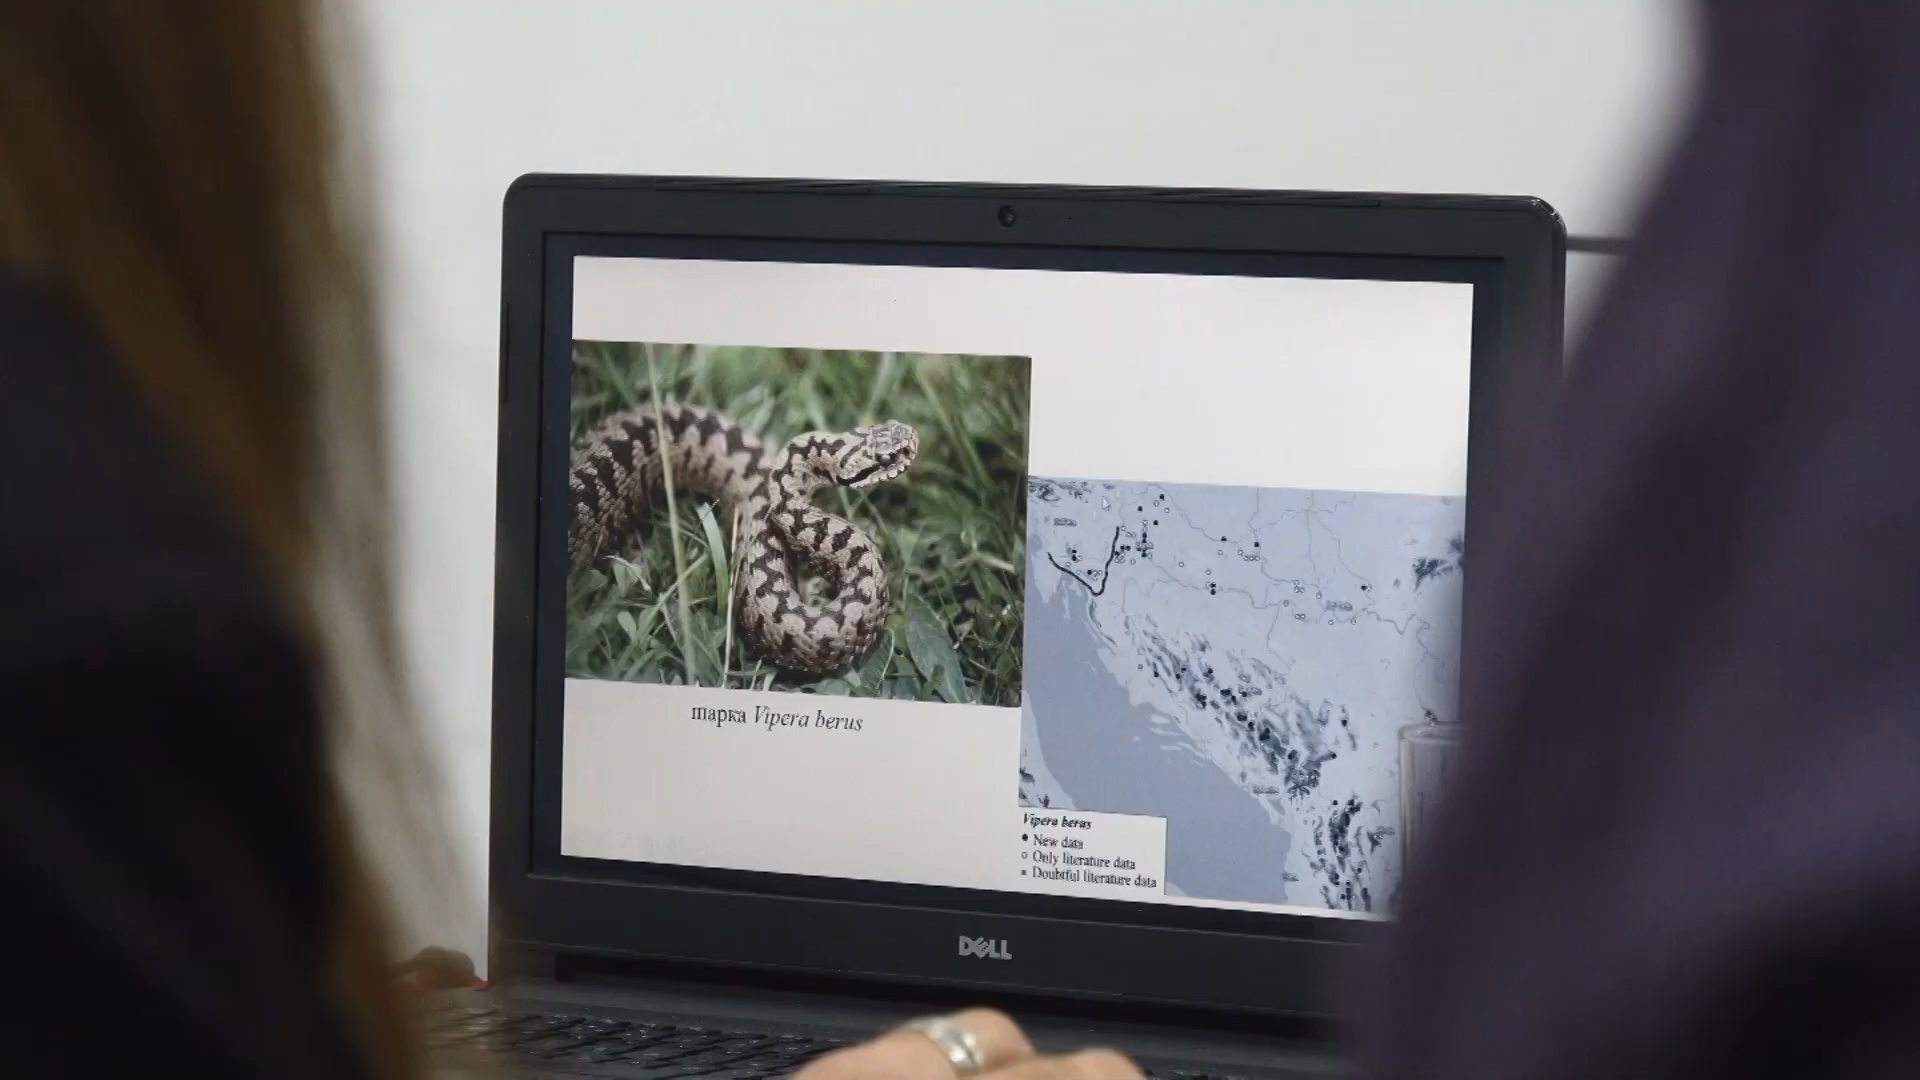 шарка Vipera berus
Vipera berus
New data
Only literature data
Doubtful literature data
DELL